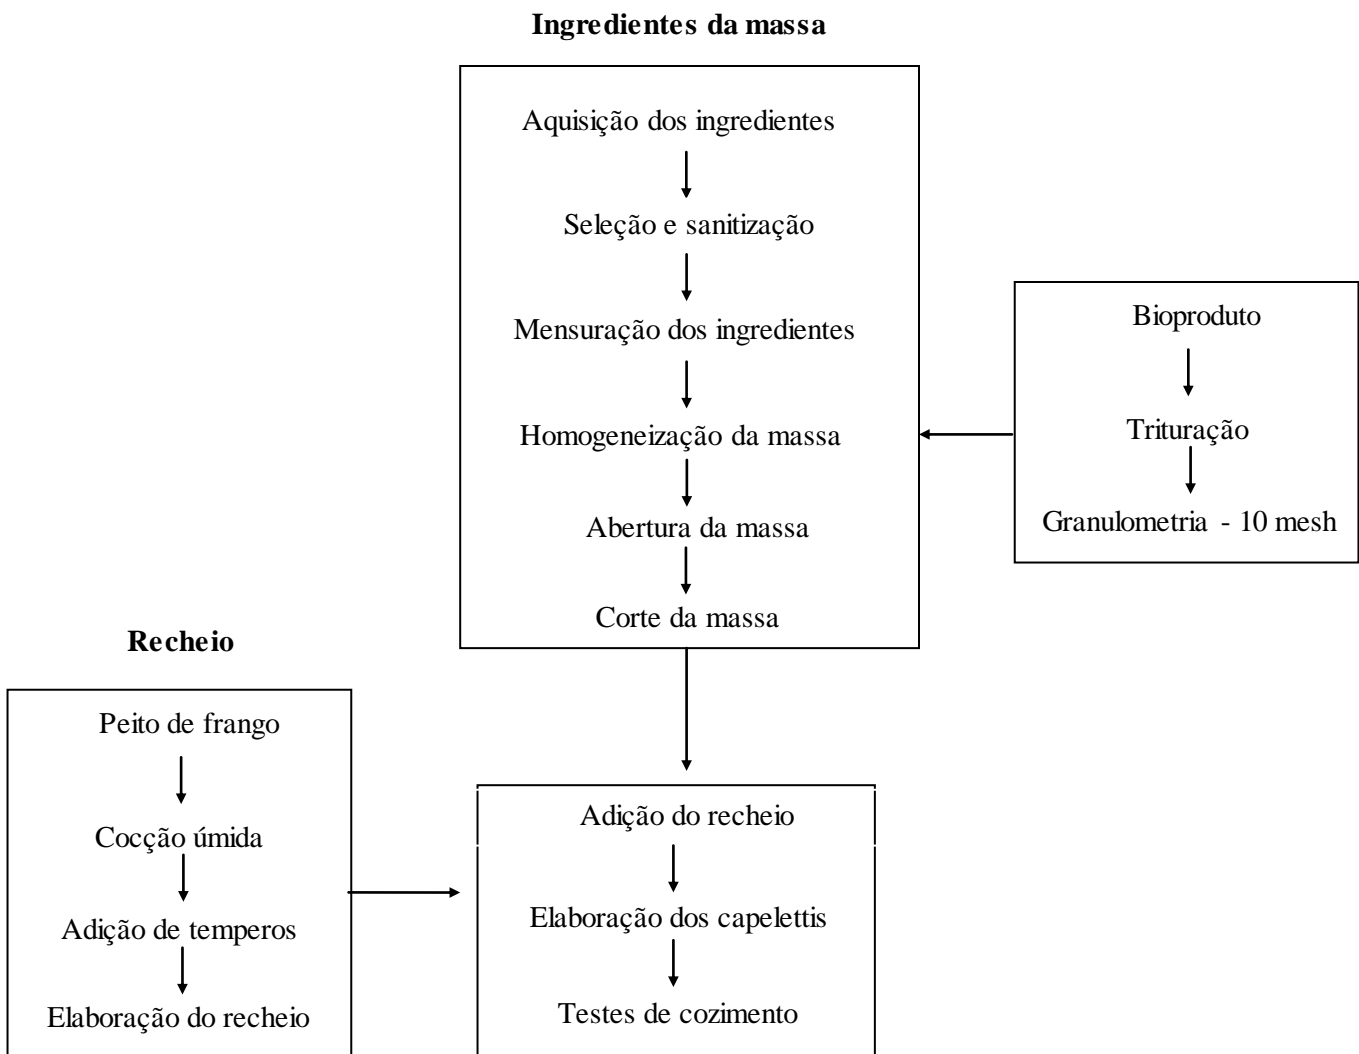 Ingredientes da massa
Aquisição dos ingredientes
Seleção e sanitização
Mensuração dos ingredientes
Homogeneização da massa
Abertura da massa
Corte da massa
Bioproduto
Trituração
Granulometria - 10 mesh
Recheio
Peito de frango
Cocção úmida
Adição de temperos
Elaboração do recheio
Adição do recheio
Elaboração dos capelettis
Testes de cozimento